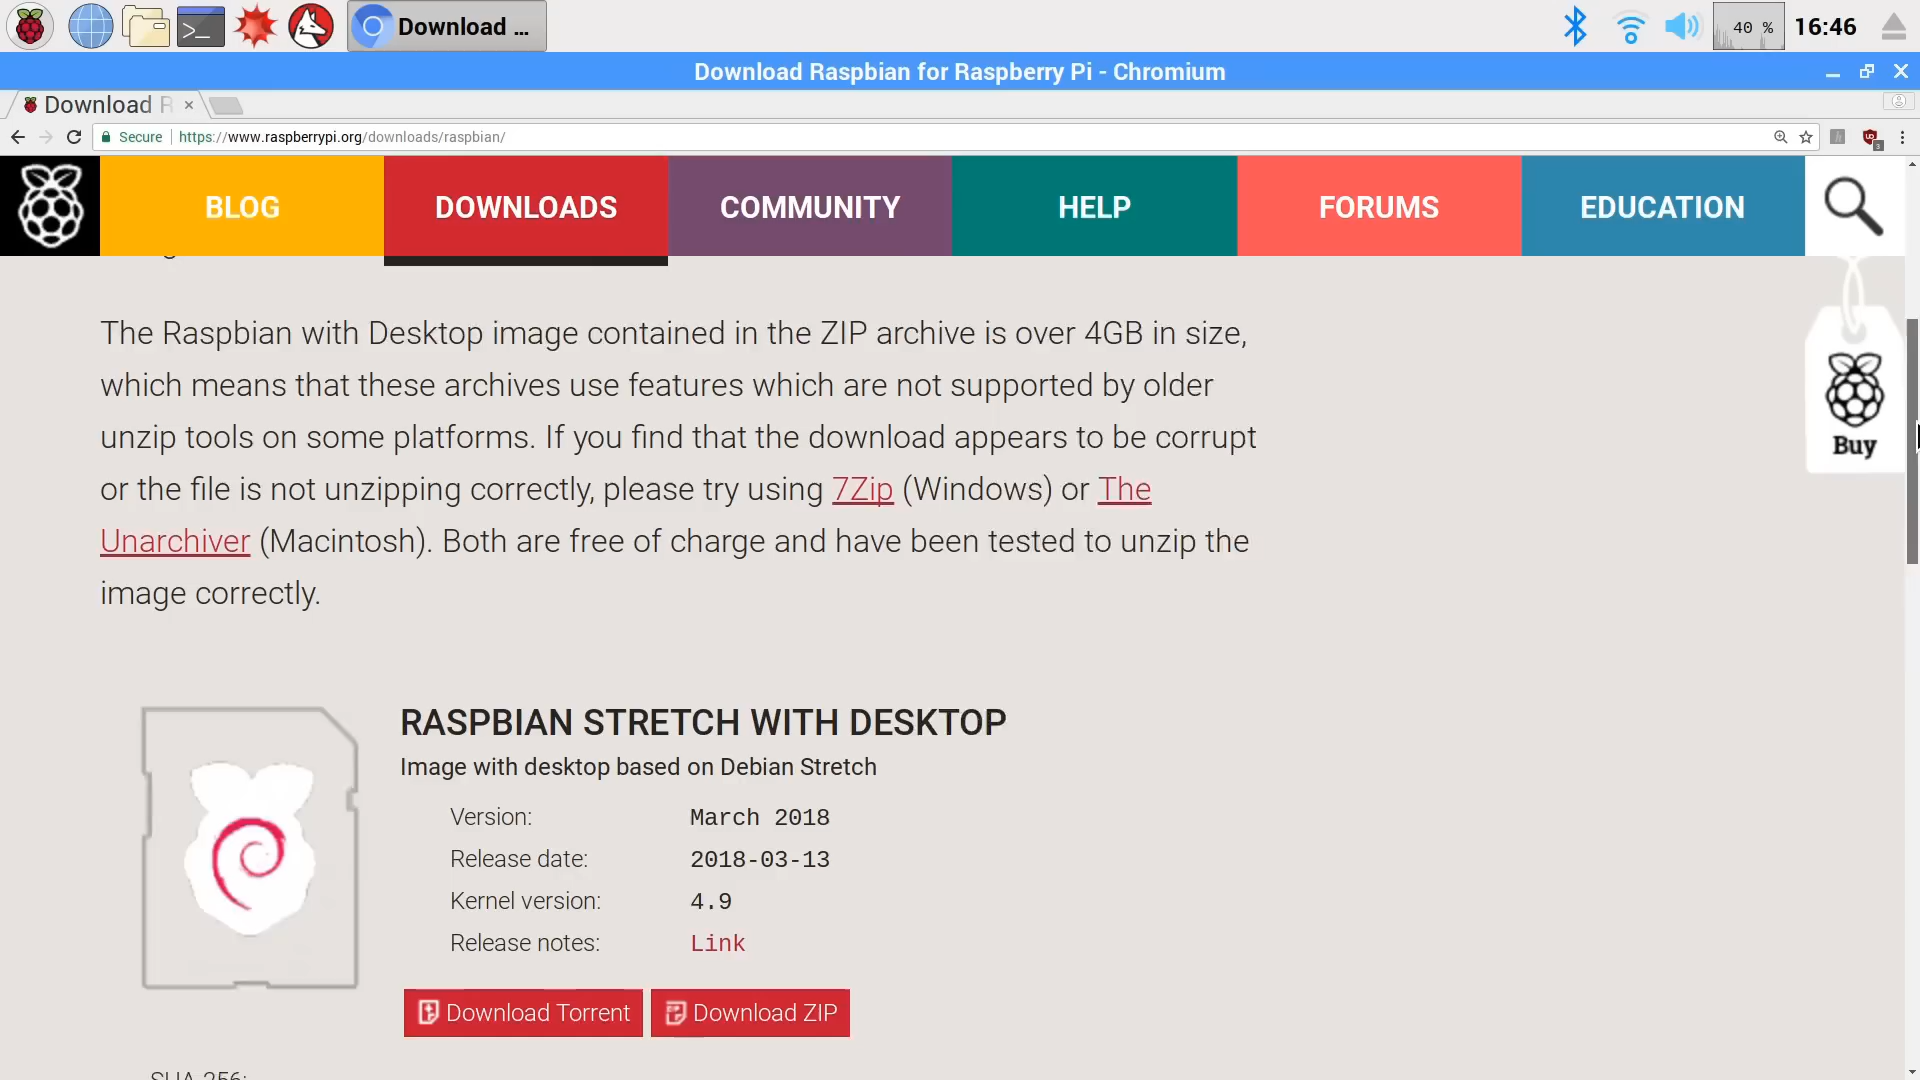 Download ...
40 %
16:46
Download Raspbian for Raspberry Pi - Chromium
Download R
Secure
https://www.raspberrypi.org/downloads/raspbian/
BLOG
DOWNLOADS
COMMUNITY
HELP
FORUMS
EDUCATION
The Raspbian with Desktop image contained in the ZIP archive is over 4GB in size,
which means that these archives use features which are not supported by older
unzip tools on some platforms. If you find that the download appears to be corrupt
or the file is not unzipping correctly, please try using 7Zip (Windows) or The
Unarchiver (Macintosh). Both are free of charge and have been tested to unzip the
image correctly.
Buy
RASPBIAN STRETCH WITH DESKTOP
Image with desktop based on Debian Stretch
Version: March 2018
Release date: 2018-03-13
Kernel version: 4.9
Release notes: Link
Download Torrent
Download ZIP
SHA-256: